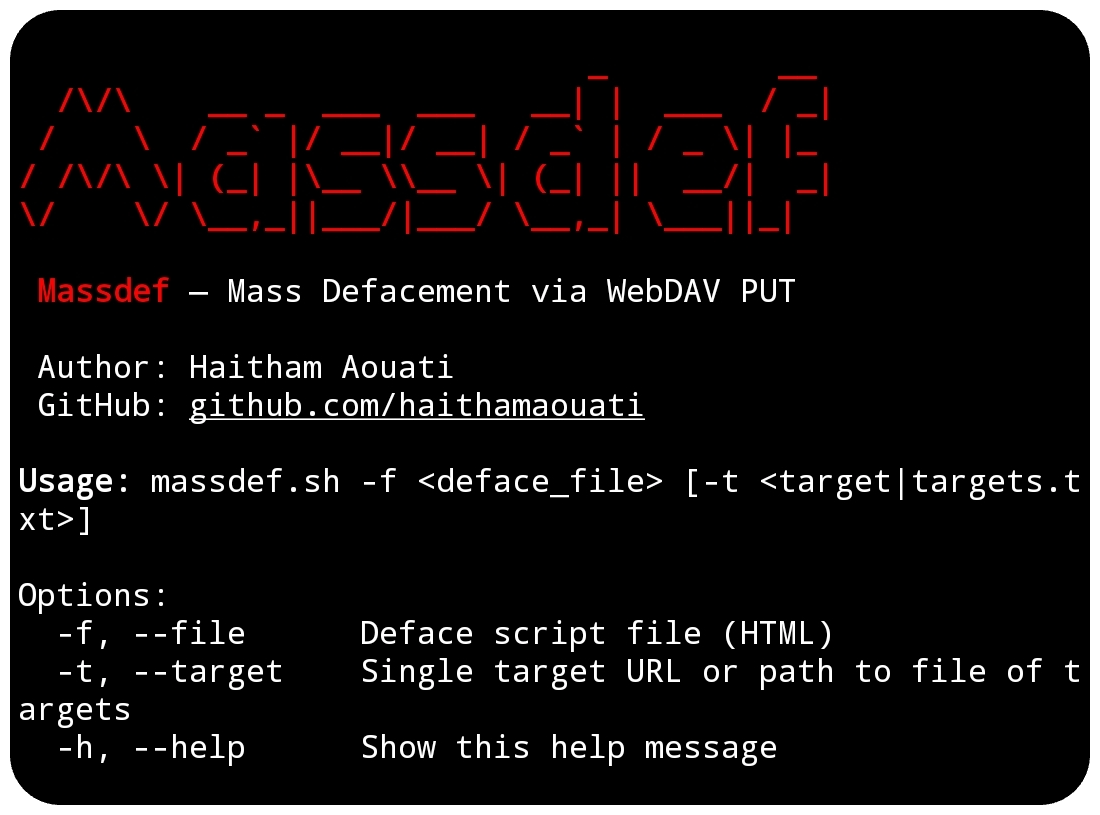 Massdef
Massdef — Mass Defacement via WebDAV PUT
Author: Haitham Aouati
GitHub: github.com/haithamaouati
Usage: massdef.sh -f <deface_file> [-t <target|targets.t
xt>]
Options:
-f, --file Deface script file (HTML)
-t, --target Single target URL or path to file of t
argets
-h, --help Show this help message